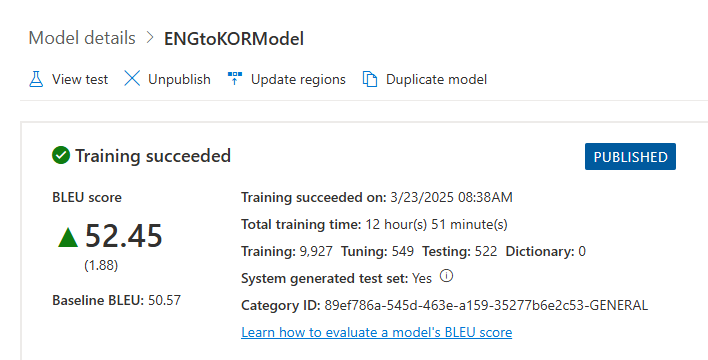 Model details > ENGtoKORModel
View test Unpublish Update regions Duplicate model
Training succeeded PUBLISHED
BLEU score
52.45
(1.88)
Baseline BLEU: 50.57
Training succeeded on: 3/23/2025 08:38AM
Total training time: 12 hour(s) 51 minute(s)
Training: 9,927 Tuning: 549 Testing: 522 Dictionary: 0
System generated test set: Yes
Category ID: 89ef786a-545d-463e-a159-35277b6e2c53-GENERAL
Learn how to evaluate a model's BLEU score